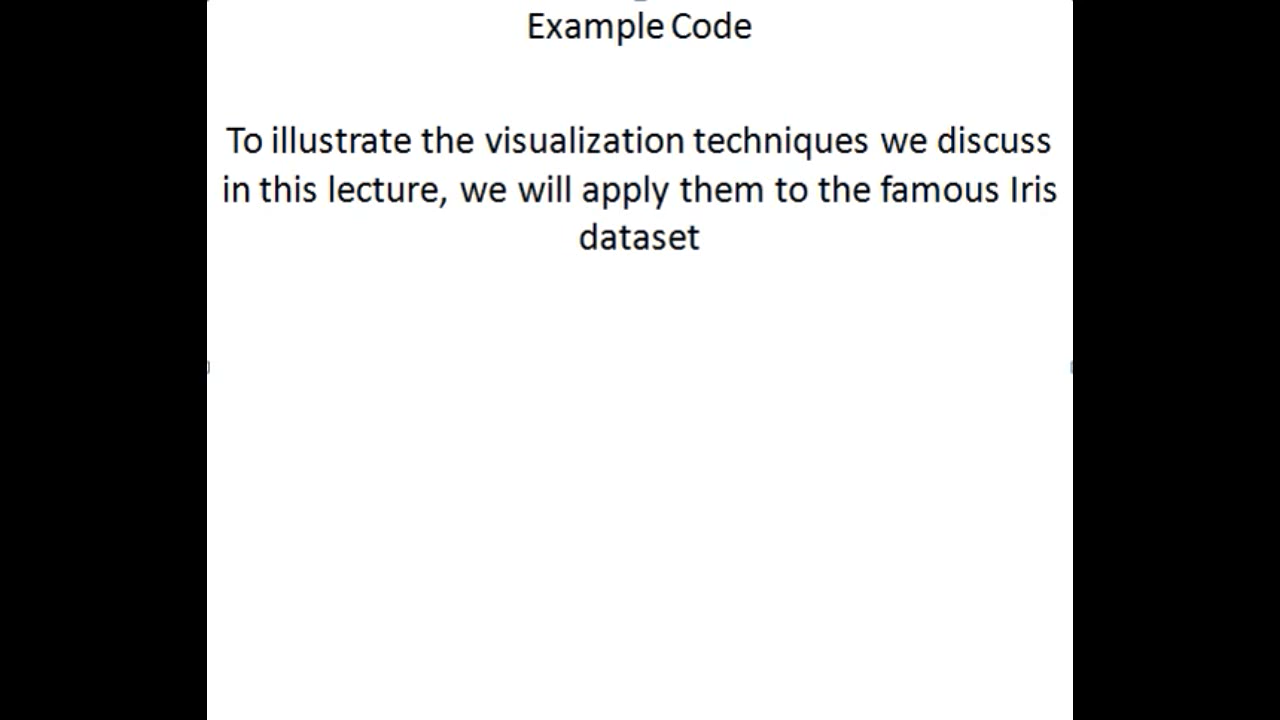 Example Code
To illustrate the visualization techniques we discuss
in this lecture, we will apply them to the famous Iris
dataset